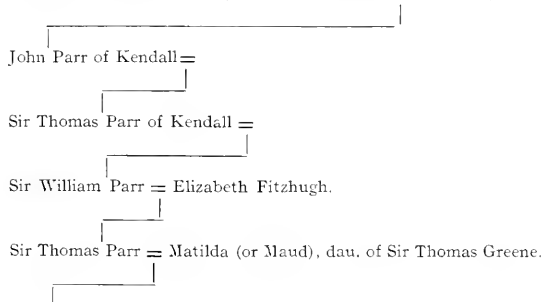 John Parr of Kendall =
Sir Thomas Parr of Kendall =
Sir William Parr = Elizabeth Fitzhugh.
Sir Thomas Parr = Matilda (or Maud), dau. of Sir Thomas Greene.